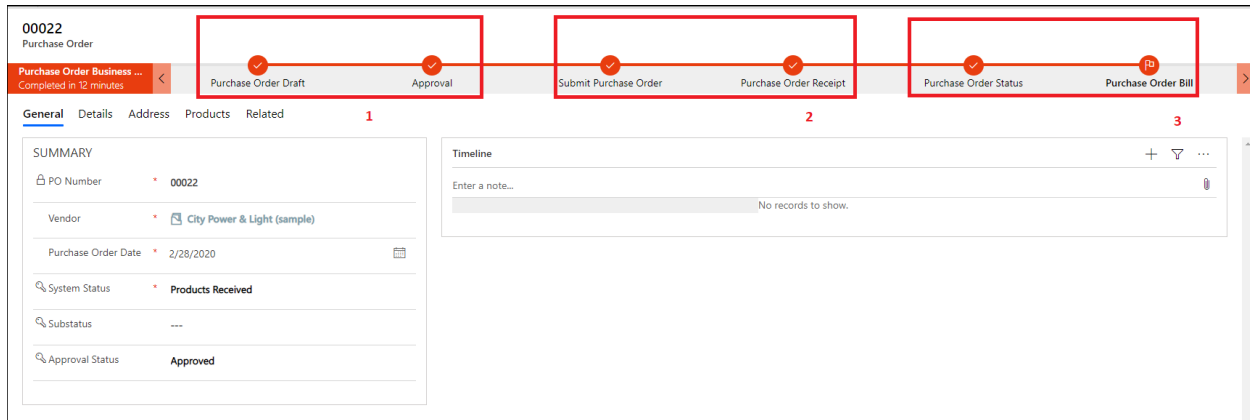 00022
Purchase Order
Purchase Order Business ...
Completed in 12 minutes
Purchase Order Draft
Approval
Submit Purchase Order
Purchase Order Receipt
Purchase Order Status
Purchase Order Bill
General Details Address Products Related
1
2
3
SUMMARY
PO Number * 00022
Vendor * City Power & Light (sample)
Purchase Order Date * 2/28/2020
System Status * Products Received
Substatus ---
Approval Status Approved
Timeline
Enter a note...
No records to show.